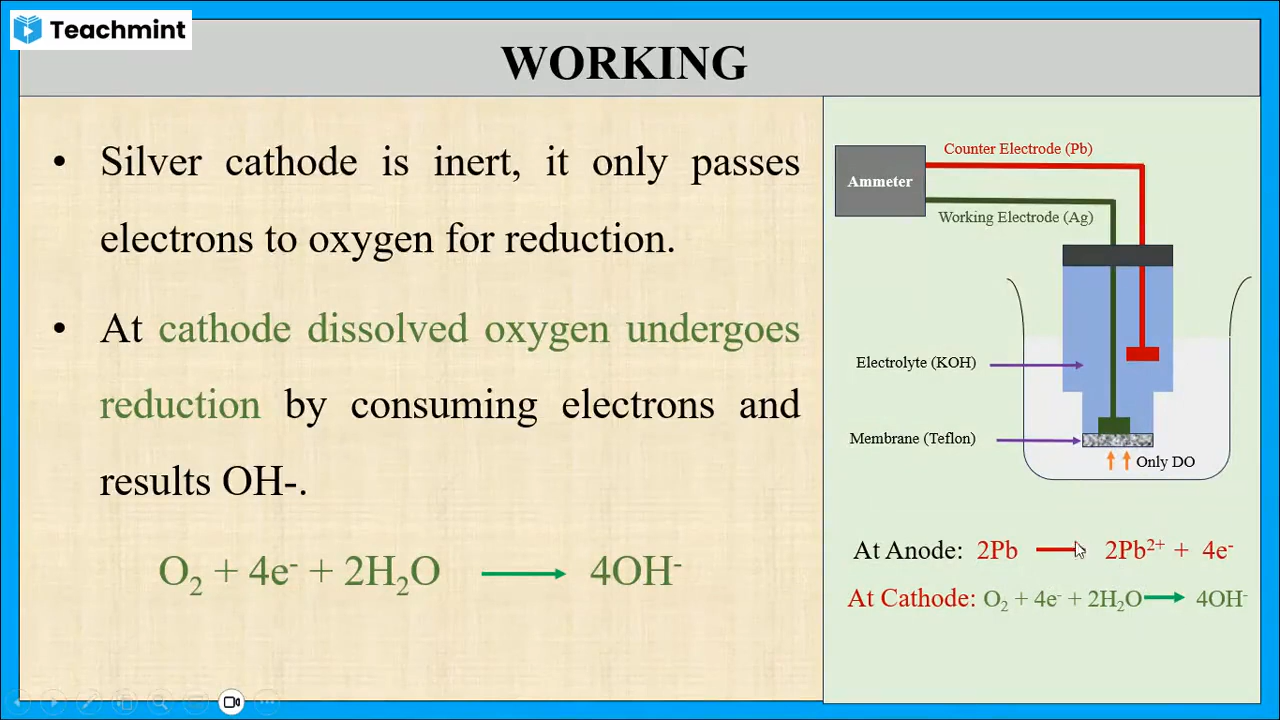 Teachmint
WORKING
• Silver cathode is inert, it only passes
electrons to oxygen for reduction.
• At cathode dissolved oxygen undergoes
reduction by consuming electrons and
results OH-.
O₂ + 4e⁻ + 2H₂O → 4OH⁻
Counter Electrode (Pb)
Ammeter
Working Electrode (Ag)
Electrolyte (KOH)
Membrane (Teflon)
Only DO
At Anode: 2Pb → 2Pb²⁺ + 4e⁻
At Cathode: O₂ + 4e⁻ + 2H₂O → 4OH⁻